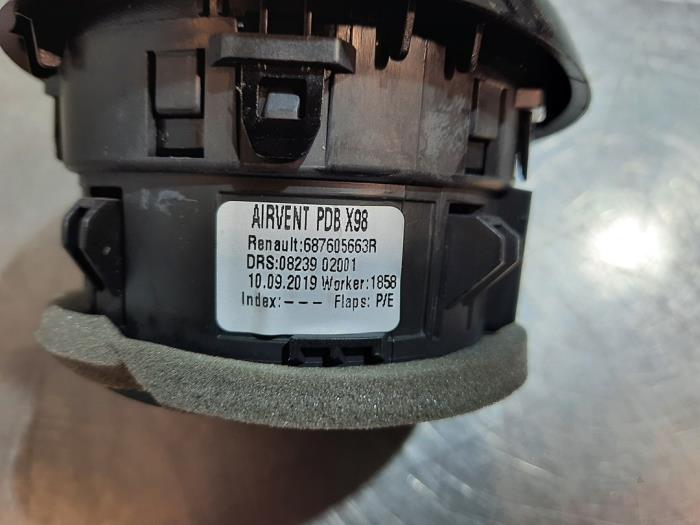 AIRVENT PDB X98
Renault:687605663R
DRS:08239 02001
10.09.2019 Worker:1858
Index:--- Flaps: P/E